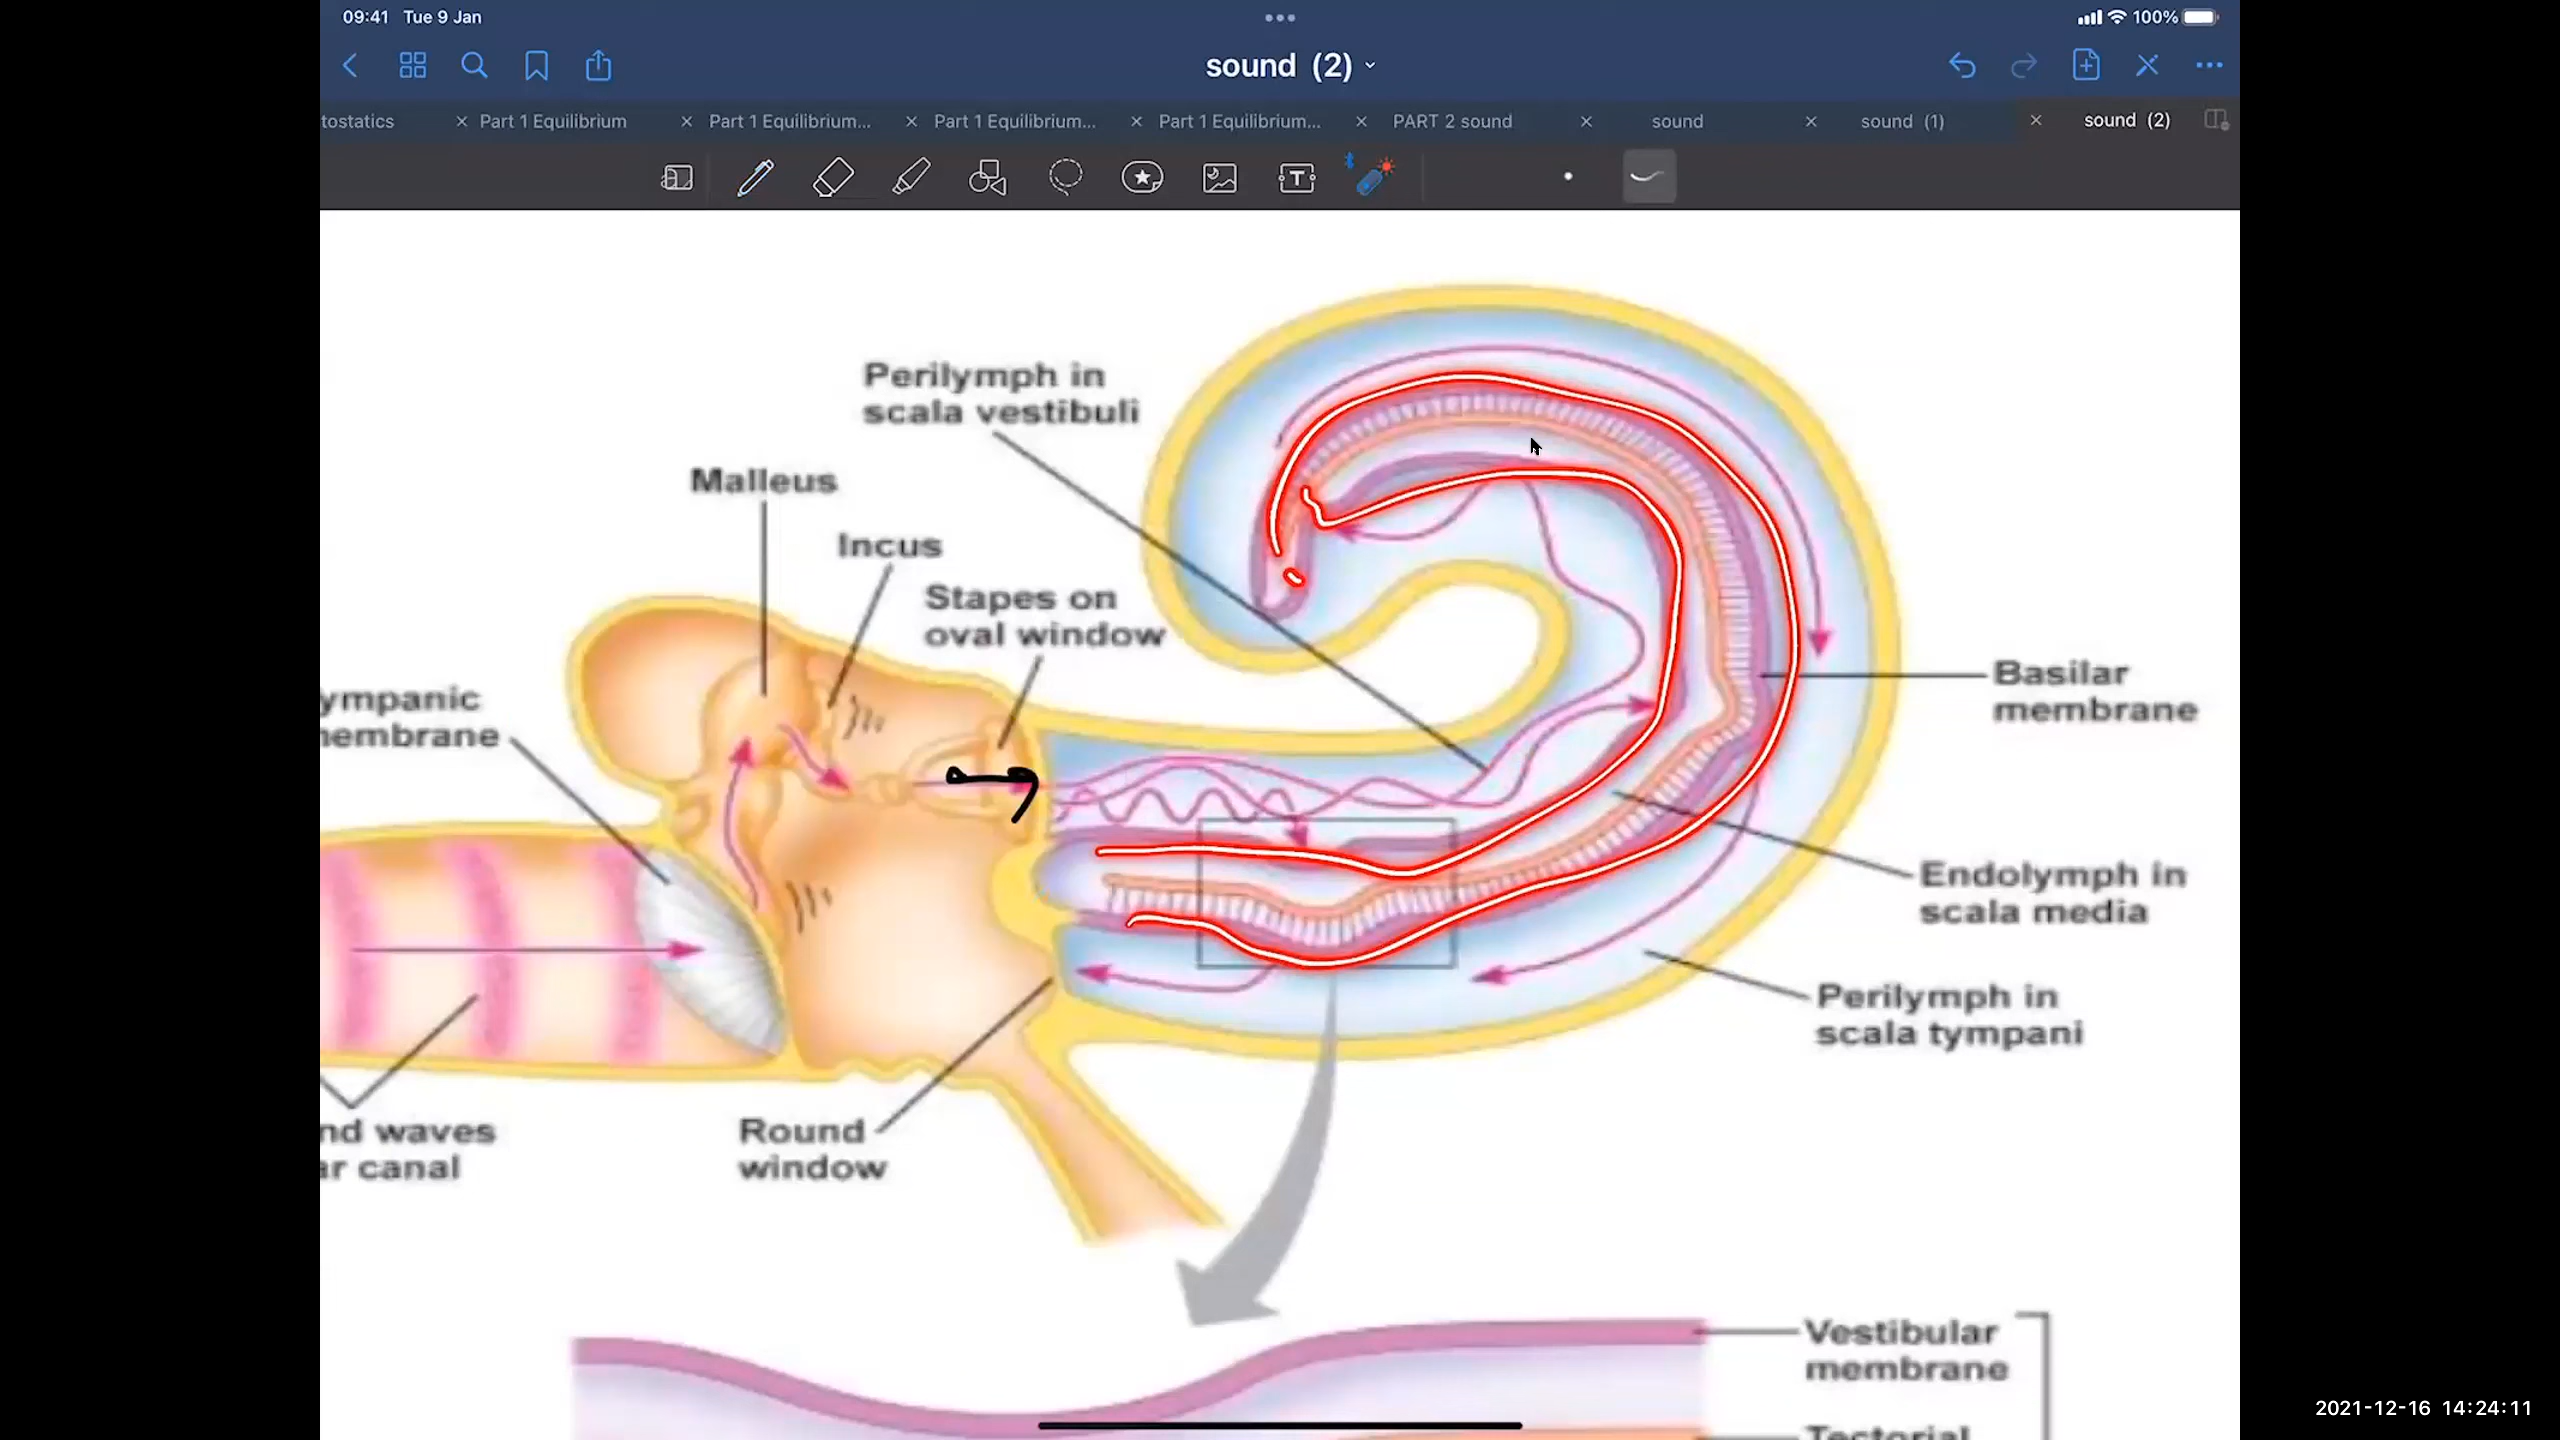 09:41 Tue 9 Jan
100%
sound (2)
tostatics
Part 1 Equilibrium
Part 1 Equilibrium...
Part 1 Equilibrium...
Part 1 Equilibrium...
PART 2 sound
sound
sound (1)
sound (2)
Perilymph in
scala vestibuli
Malleus
Incus
Stapes on
oval window
ympanic
nembrane
Basilar
membrane
Endolymph in
scala media
Perilymph in
scala tympani
nd waves
ar canal
Round
window
Vestibular
membrane
Tectorial
2021-12-16 14:24:11